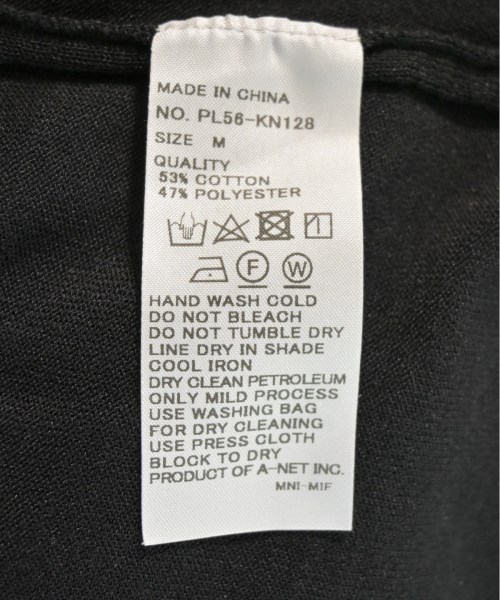 MADE IN CHINA
NO. PL56-KN128
SIZE M
QUALITY
53% COTTON
47% POLYESTER
F W
HAND WASH COLD
DO NOT BLEACH
DO NOT TUMBLE DRY
LINE DRY IN SHADE
COOL IRON
DRY CLEAN PETROLEUM
ONLY MILD PROCESS
USE WASHING BAG
FOR DRY CLEANING
USE PRESS CLOTH
BLOCK TO DRY
PRODUCT OF A-NET INC.
MNI-MIF